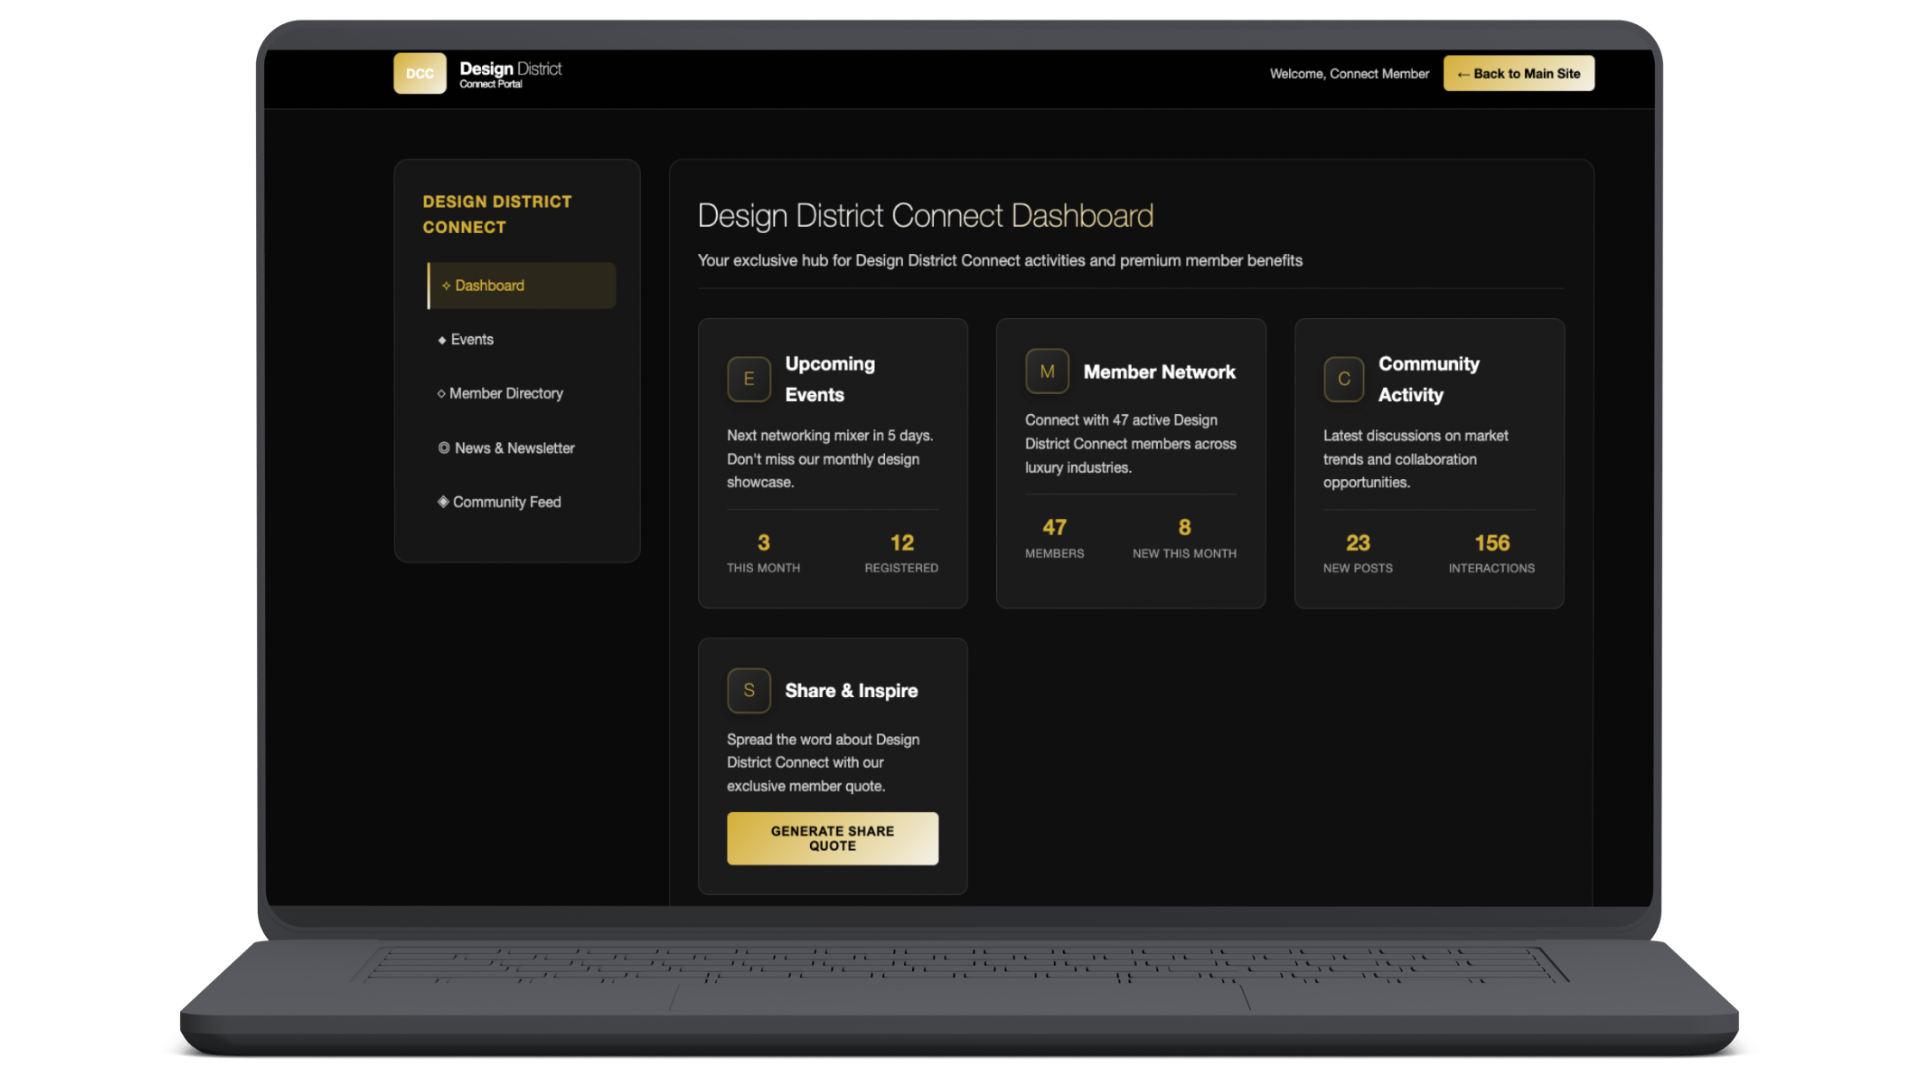 DCC
Design District
Connect Portal
Welcome, Connect Member
← Back to Main Site
DESIGN DISTRICT
CONNECT
✧ Dashboard
◆ Events
◇ Member Directory
◎ News & Newsletter
◈ Community Feed
Design District Connect Dashboard
Your exclusive hub for Design District Connect activities and premium member benefits
E
Upcoming
Events
Next networking mixer in 5 days.
Don't miss our monthly design
showcase.
3
THIS MONTH
12
REGISTERED
M
Member Network
Connect with 47 active Design
District Connect members across
luxury industries.
47
MEMBERS
8
NEW THIS MONTH
C
Community
Activity
Latest discussions on market
trends and collaboration
opportunities.
23
NEW POSTS
156
INTERACTIONS
S
Share & Inspire
Spread the word about Design
District Connect with our
exclusive member quote.
GENERATE SHARE
QUOTE